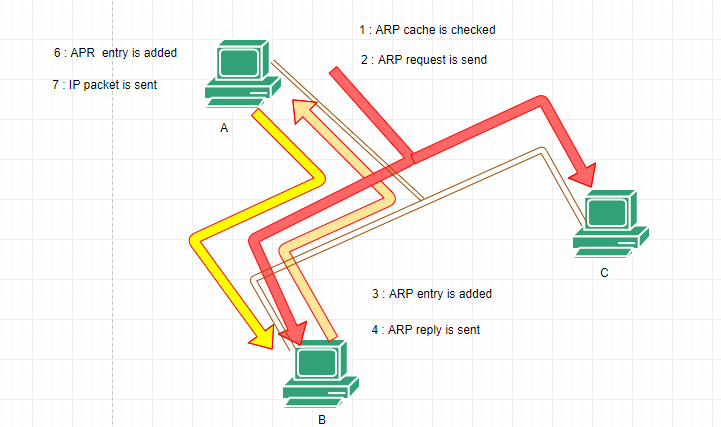 1 : ARP cache is checked
2 : ARP request is send
6 : APR entry is added
7 : IP packet is sent
A
C
3 : ARP entry is added
4 : ARP reply is sent
B